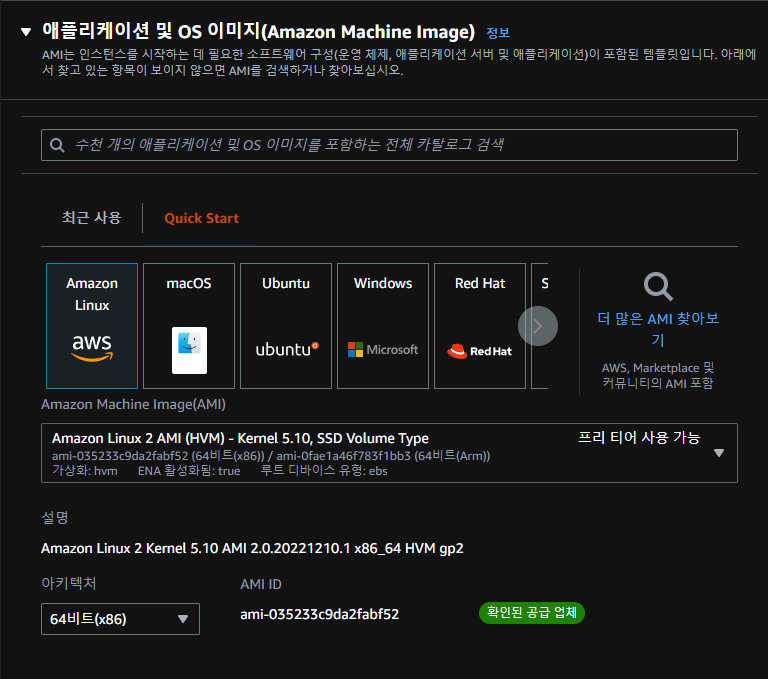 애플리케이션 및 OS 이미지(Amazon Machine Image) 정보
AMI는 인스턴스를 시작하는 데 필요한 소프트웨어 구성(운영 체제, 애플리케이션 서버 및 애플리케이션)이 포함된 템플릿입니다. 아래에
서 찾고 있는 항목이 보이지 않으면 AMI를 검색하거나 찾아보십시오.
수천 개의 애플리케이션 및 OS 이미지를 포함하는 전체 카탈로그 검색
최근 사용 Quick Start
Amazon
Linux
aws
macOS
Ubuntu
ubuntu
Windows
Microsoft
Red Hat
Red Hat
S
더 많은 AMI 찾아보
기
AWS, Marketplace 및
커뮤니티의 AMI 포함
Amazon Machine Image(AMI)
Amazon Linux 2 AMI (HVM) - Kernel 5.10, SSD Volume Type 프리 티어 사용 가능
ami-035233c9da2fabf52 (64비트(x86)) / ami-0fae1a46f783f1bb3 (64비트(Arm))
가상화: hvm ENA 활성화됨: true 루트 디바이스 유형: ebs
설명
Amazon Linux 2 Kernel 5.10 AMI 2.0.20221210.1 x86_64 HVM gp2
아키텍처 AMI ID
64비트(x86) ami-035233c9da2fabf52 확인된 공급 업체